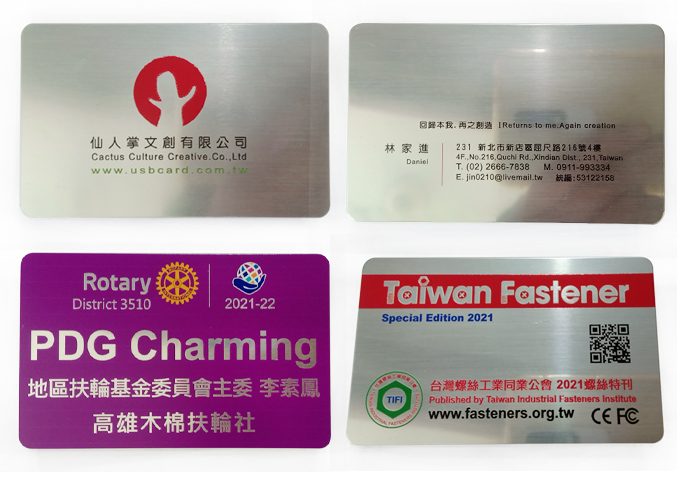 仙人掌文創有限公司
Cactus Culture Creative.Co.,Ltd
www.usbcard.com.tw
回歸本我．再之創造 IReturns to me.Again creation
林家進
Daniel
231 新北市新店區屈尺路216號4樓
4F.,No.216,Quchi Rd.,Xindian Dist., 231,Taiwan
T. (02) 2666-7838 M. 0911-993334
E. jin0210@livemail.tw 統編:53122158
Rotary
District 3510
2021-22
PDG Charming
地區扶輪基金委員會主委 李素鳳
高雄木棉扶輪社
Taiwan Fastener
Special Edition 2021
TIFI
台灣螺絲工業同業公會 2021螺絲特刊
Published by Taiwan Industrial Fasteners Institute
www.fasteners.org.tw
CE FC